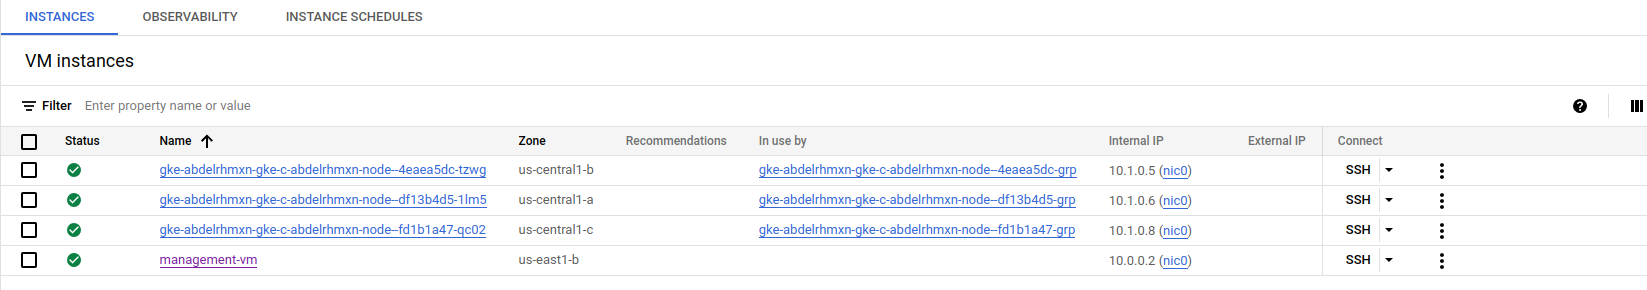 INSTANCES OBSERVABILITY INSTANCE SCHEDULES
VM instances
Filter Enter property name or value
Status Name Zone Recommendations In use by Internal IP External IP Connect
gke-abdelrhmxn-gke-c-abdelrhmxn-node--4eaea5dc-tzwg us-central1-b gke-abdelrhmxn-gke-c-abdelrhmxn-node--4eaea5dc-grp 10.1.0.5 (nic0) SSH
gke-abdelrhmxn-gke-c-abdelrhmxn-node--df13b4d5-1lm5 us-central1-a gke-abdelrhmxn-gke-c-abdelrhmxn-node--df13b4d5-grp 10.1.0.6 (nic0) SSH
gke-abdelrhmxn-gke-c-abdelrhmxn-node--fd1b1a47-qc02 us-central1-c gke-abdelrhmxn-gke-c-abdelrhmxn-node--fd1b1a47-grp 10.1.0.8 (nic0) SSH
management-vm us-east1-b 10.0.0.2 (nic0) SSH